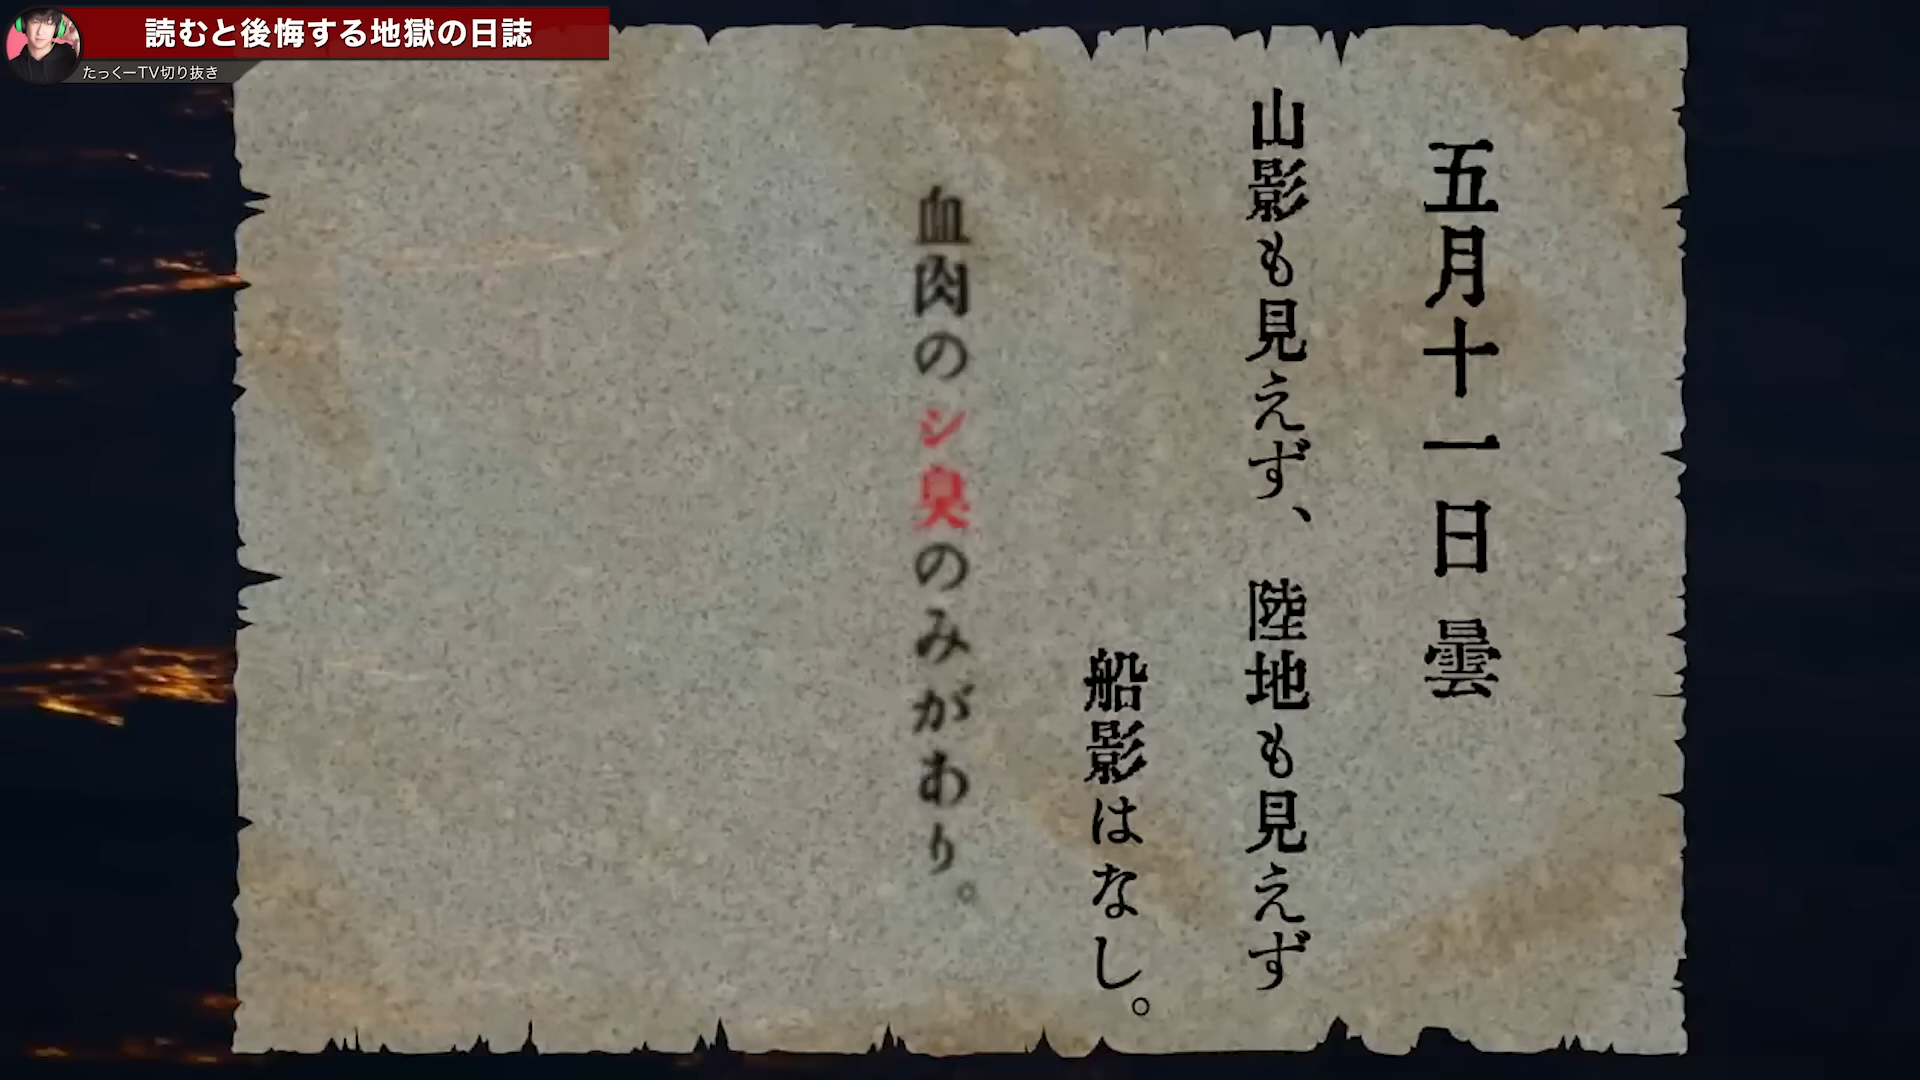 読むと後悔する地獄の日誌
たっくーTV切り抜き
五月十一日 曇
山影も見えず、陸地も見えず
船影はなし。
血肉のシ臭のみがあり。